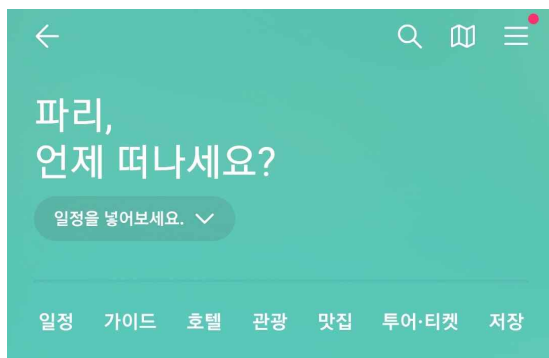 파리,
언제 떠나세요?
일정을 넣어보세요.
일정 가이드 호텔 관광 맛집 투어·티켓 저장